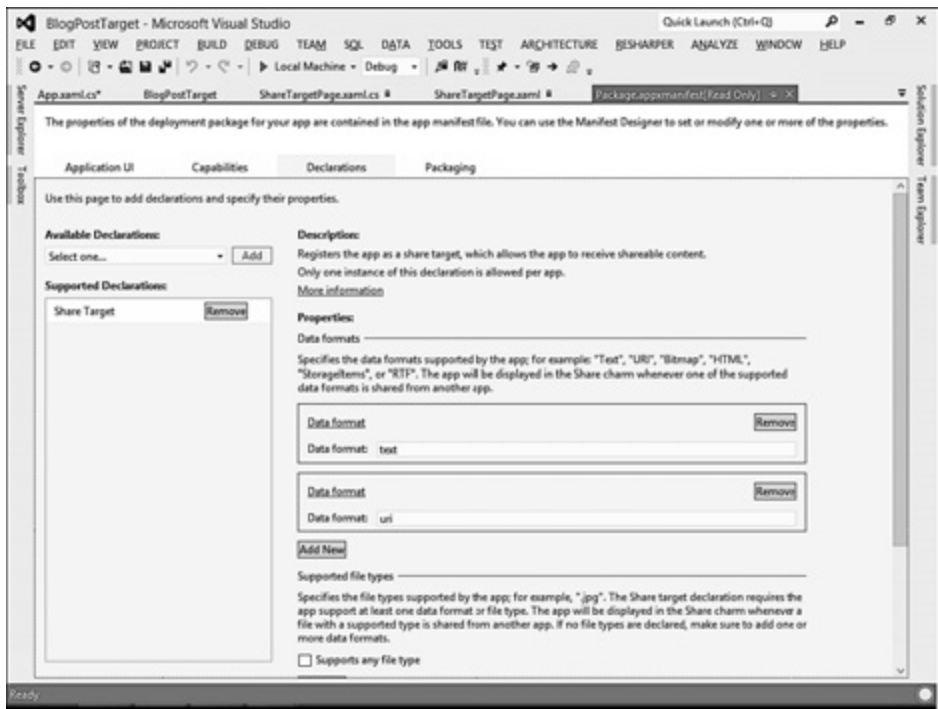 BlogPostTarget - Microsoft Visual Studio
Quick Launch (Ctrl+Q)
FILE EDIT VIEW PROJECT BUILD DEBUG TEAM SQL DATA TOOLS TEST ARCHITECTURE RESHARPER ANALYZE WINDOW HELP
Local Machine Debug
App.xaml.cs* BlogPostTarget ShareTargetPage.xaml.cs ShareTargetPage.xaml Package.appxmanifest[Read Only]
Server Explorer
Toolbox
Solution Explorer
Team Explorer
The properties of the deployment package for your app are contained in the app manifest file. You can use the Manifest Designer to set or modify one or more of the properties.
Application UI Capabilities Declarations Packaging
Use this page to add declarations and specify their properties.
Available Declarations:
Select one... Add
Supported Declarations:
Share Target Remove
Description:
Registers the app as a share target, which allows the app to receive shareable content.
Only one instance of this declaration is allowed per app.
More information
Properties:
Data formats
Specifies the data formats supported by the app; for example: "Text", "URI", "Bitmap", "HTML",
"StorageItems", or "RTF". The app will be displayed in the Share charm whenever one of the supported
data formats is shared from another app.
Data format Remove
Data format: text
Data format Remove
Data format: uri
Add New
Supported file types
Specifies the file types supported by the app; for example, ".jpg". The Share target declaration requires the
app support at least one data format or file type. The app will be displayed in the Share charm whenever a
file with a supported type is shared from another app. If no file types are declared, make sure to add one or
more data formats.
Supports any file type
Ready